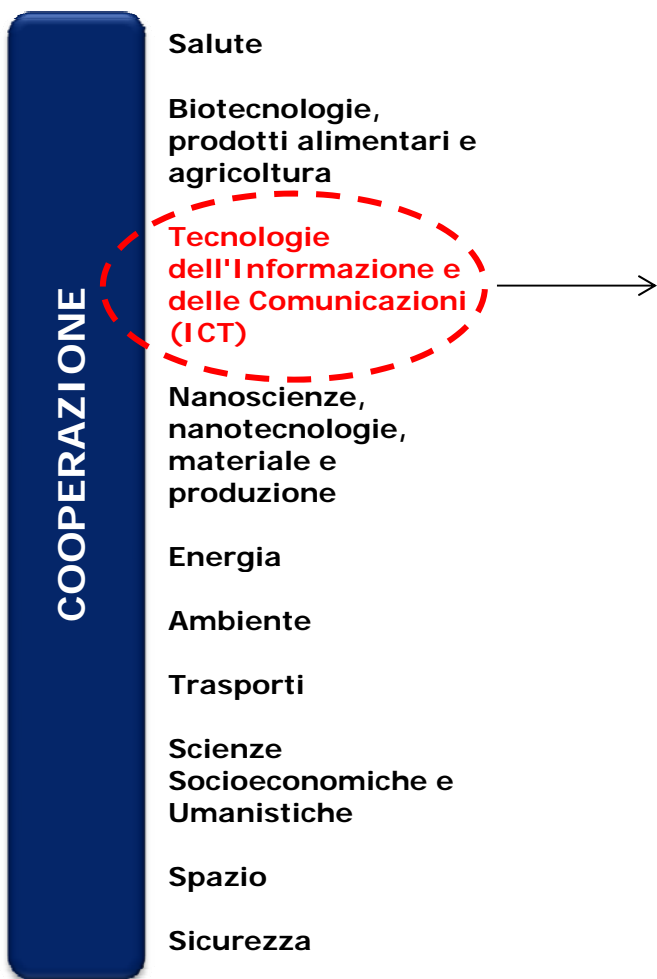 COOPERAZIONE
Salute
Biotecnologie,
prodotti alimentari e
agricoltura
Tecnologie
dell'Informazione e
delle Comunicazioni
(ICT)
Nanoscienze,
nanotecnologie,
materiale e
produzione
Energia
Ambiente
Trasporti
Scienze
Socioeconomiche e
Umanistiche
Spazio
Sicurezza